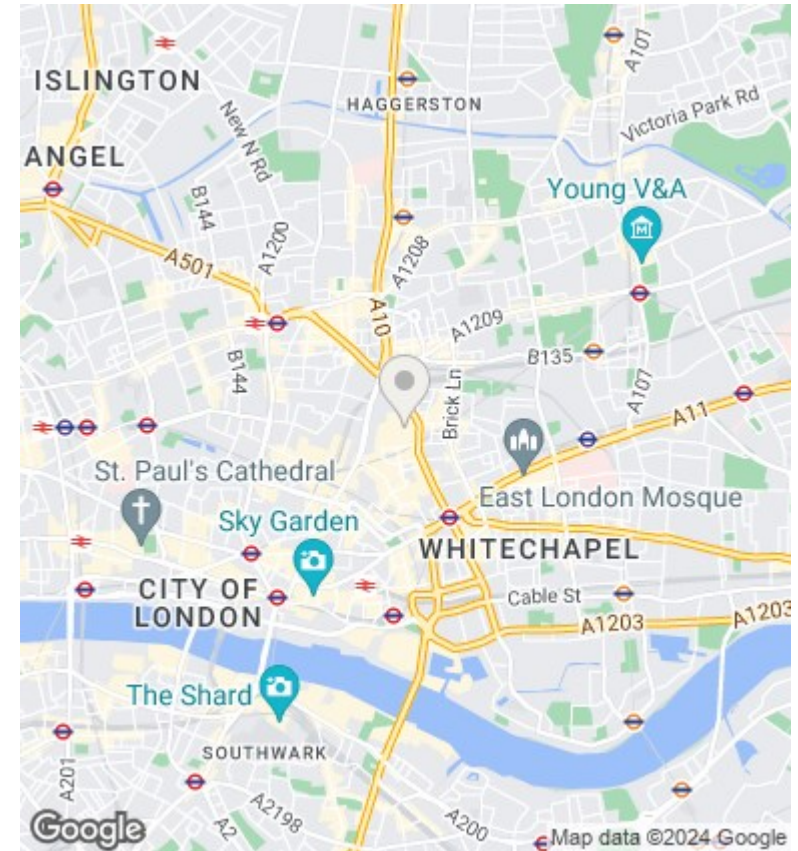 A107
ISLINGTON
HAGGERSTON
New N Rd
Victoria Park Rd
ANGEL
B144
Young V&A
A1200
A1208
A501
A10
A1209
B144
B135
A107
Brick Ln
A11
St. Paul's Cathedral
East London Mosque
Sky Garden
WHITECHAPEL
CITY OF
LONDON
Cable St
A1203
A1203
The Shard
SOUTHWARK
A201
A2198
A2
A200
Google
Map data ©2024 Google